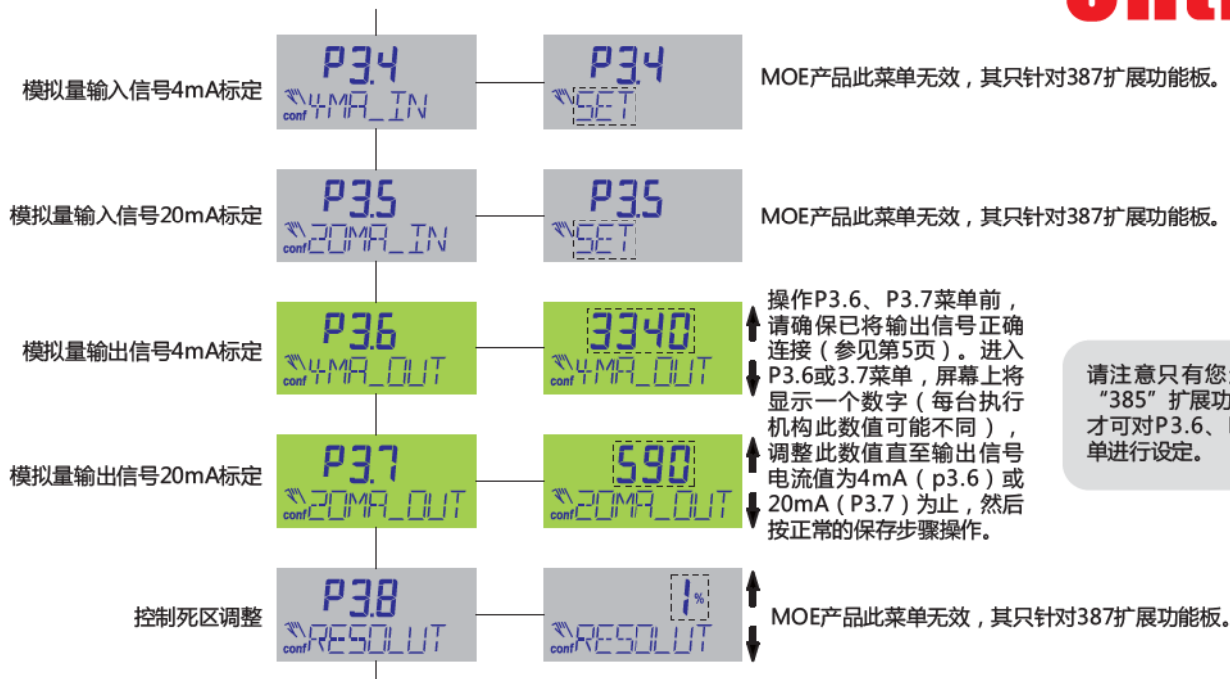 模拟量输入信号4mA标定
P3.4
conf 4MA_IN
P3.4
SET
MOE产品此菜单无效，其只针对387扩展功能板。
模拟量输入信号20mA标定
P3.5
conf 20MA_IN
P3.5
SET
MOE产品此菜单无效，其只针对387扩展功能板。
模拟量输出信号4mA标定
P3.6
conf 4MA_OUT
3340
conf 4MA_OUT
模拟量输出信号20mA标定
P3.7
conf 20MA_OUT
590
conf 20MA_OUT
操作P3.6、P3.7菜单前，
请确保已将输出信号正确
连接（参见第5页）。进入
P3.6或3.7菜单，屏幕上将
显示一个数字（每台执行
机构此数值可能不同），
调整此数值直至输出信号
电流值为4mA（p3.6）或
20mA（P3.7）为止，然后
按正常的保存步骤操作。
请注意只有您
“385”扩展功
才可对P3.6、
单进行设定。
控制死区调整
P3.8
conf RESOLUT
1%
conf RESOLUT
MOE产品此菜单无效，其只针对387扩展功能板。